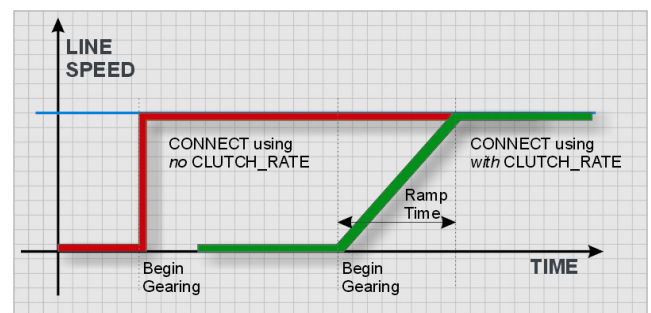 LINE
SPEED
CONNECT using
no CLUTCH_RATE
CONNECT using
with CLUTCH_RATE
Ramp
Time
Begin
Gearing
Begin
Gearing
TIME